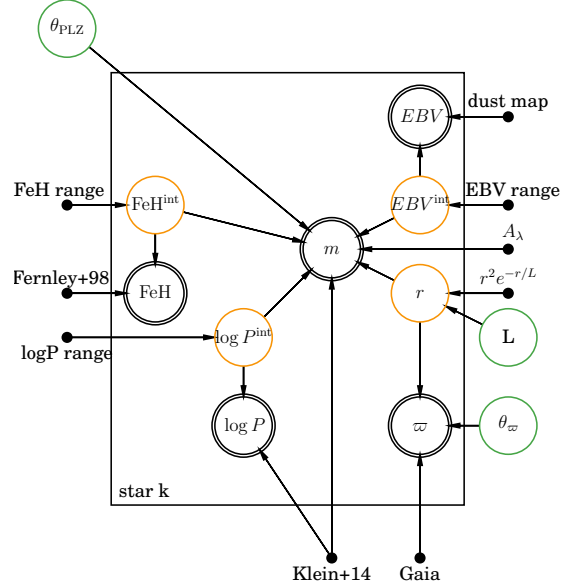 θ_PLZ
EBV
dust map
FeH range
FeH^int
EBV^int
EBV range
m
A_λ
Fernley+98
FeH
r
r^2 e^{-r/L}
logP range
log P^int
L
log P
ϖ
θ_ϖ
star k
Klein+14
Gaia